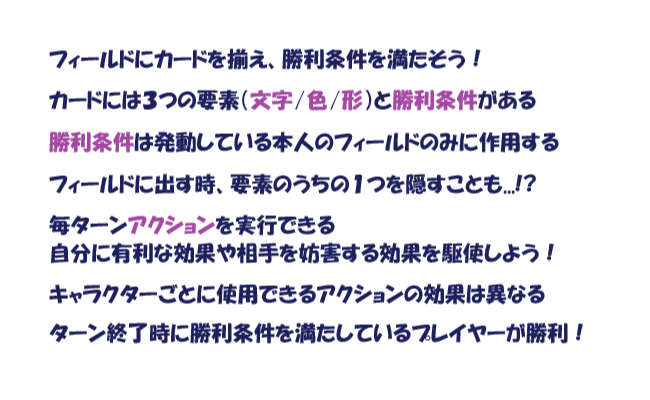 フィールドにカードを揃え、勝利条件を満たそう！
カードには3つの要素(文字/色/形)と勝利条件がある
勝利条件は発動している本人のフィールドのみに作用する
フィールドに出す時、要素のうちの1つを隠すことも...!?
毎ターンアクションを実行できる
自分に有利な効果や相手を妨害する効果を駆使しよう！
キャラクターごとに使用できるアクションの効果は異なる
ターン終了時に勝利条件を満たしているプレイヤーが勝利！